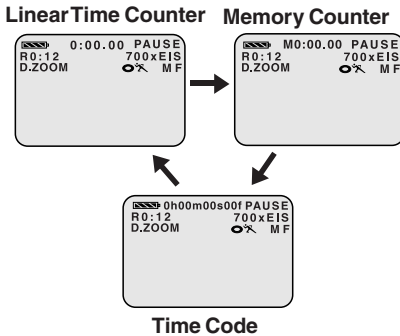 Linear Time Counter
Memory Counter
0:00.00 PAUSE
R0:12 700xEIS
D.ZOOM MF
M0:00.00 PAUSE
R0:12 700xEIS
D.ZOOM MF
0h00m00s00f PAUSE
R0:12 700xEIS
D.ZOOM MF
Time Code